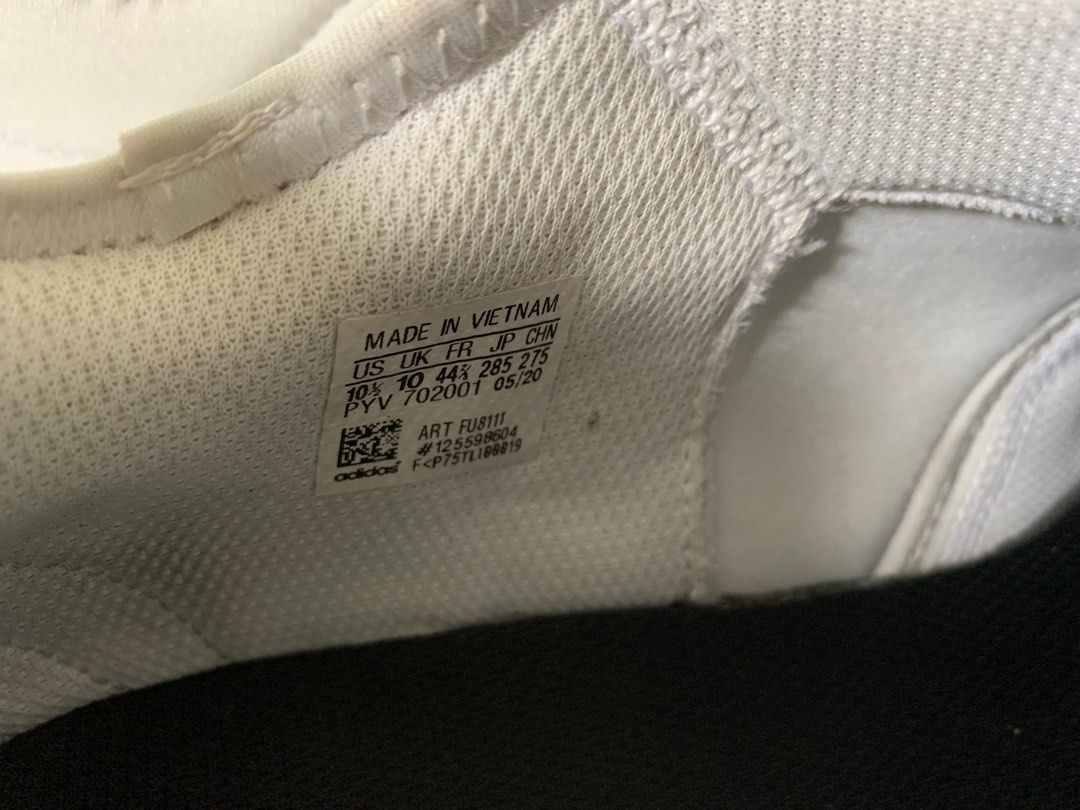 MADE IN VIETNAM
US UK FR JP CHN
10½ 10 44⅔ 285 275
PYV 702001 05/20
ART FU8111
#125598604
adidas